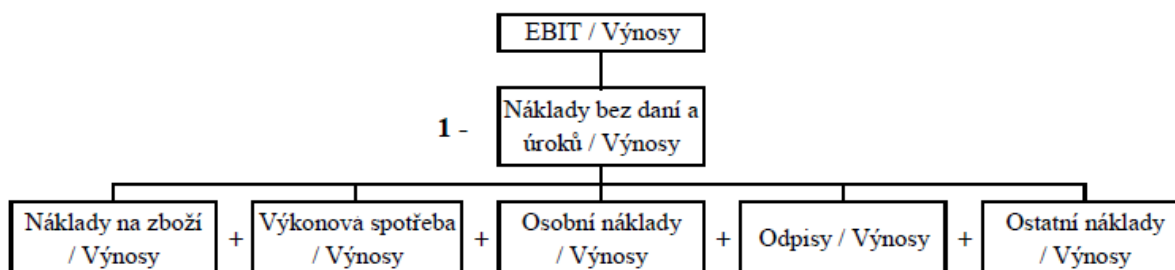 EBIT / Výnosy
1 -
Náklady bez daní a
úroků / Výnosy
Náklady na zboží
/ Výnosy
+
Výkonová spotřeba
/ Výnosy
+
Osobní náklady
/ Výnosy
+
Odpisy / Výnosy
+
Ostatní náklady
/ Výnosy